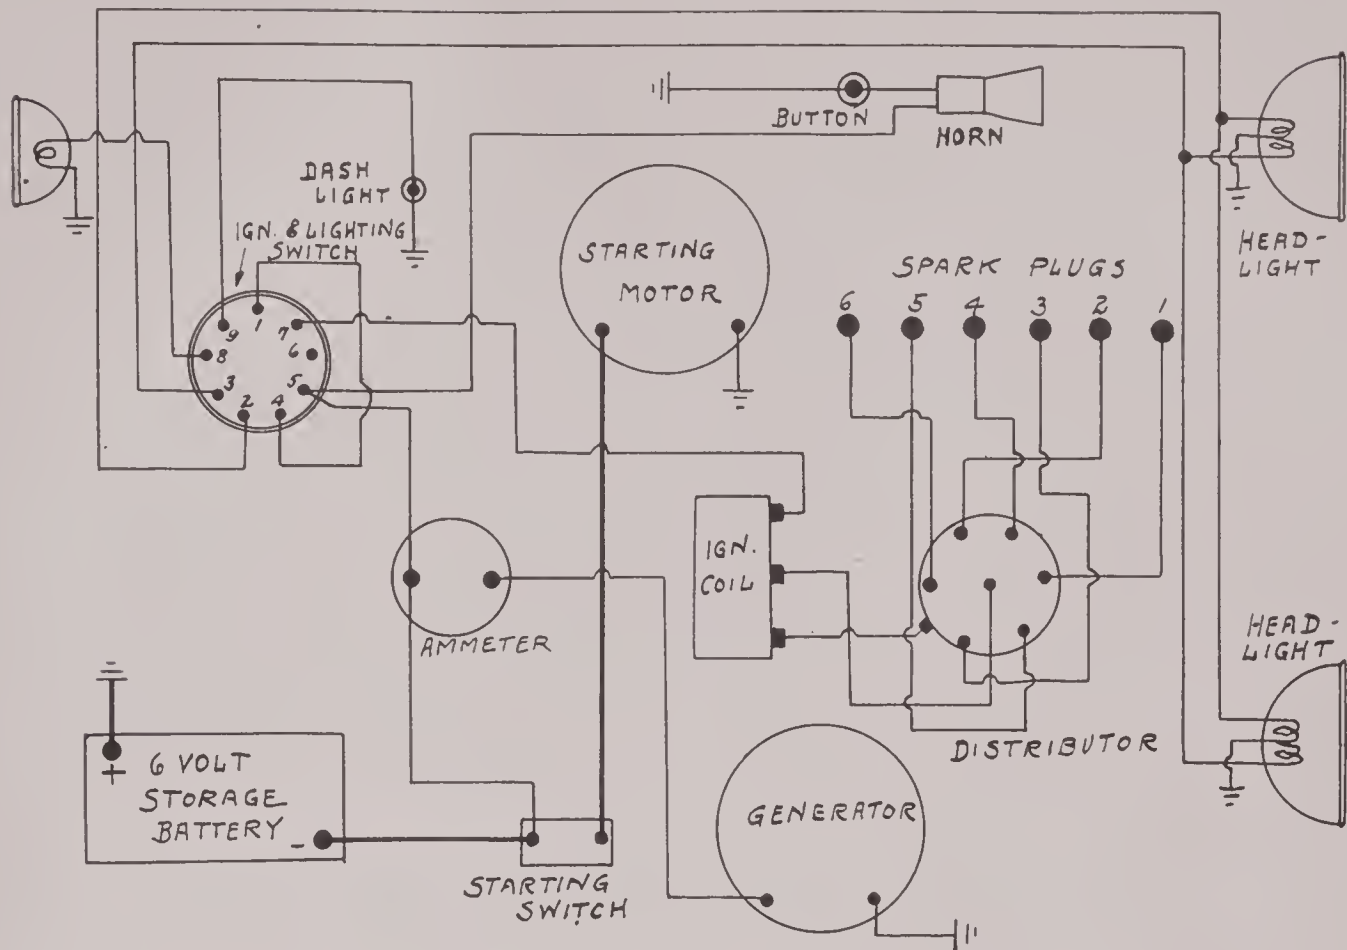 BUTTON
HORN
DASH
LIGHT
IGN. & LIGHTING
SWITCH
STARTING
MOTOR
HEAD-
LIGHT
SPARK PLUGS
6 5 4 3 2 1
9 1 7
8 6
3 5
2 4
IGN.
COIL
AMMETER
HEAD-
LIGHT
DISTRIBUTOR
+ 6 VOLT
STORAGE
BATTERY -
GENERATOR
STARTING
SWITCH